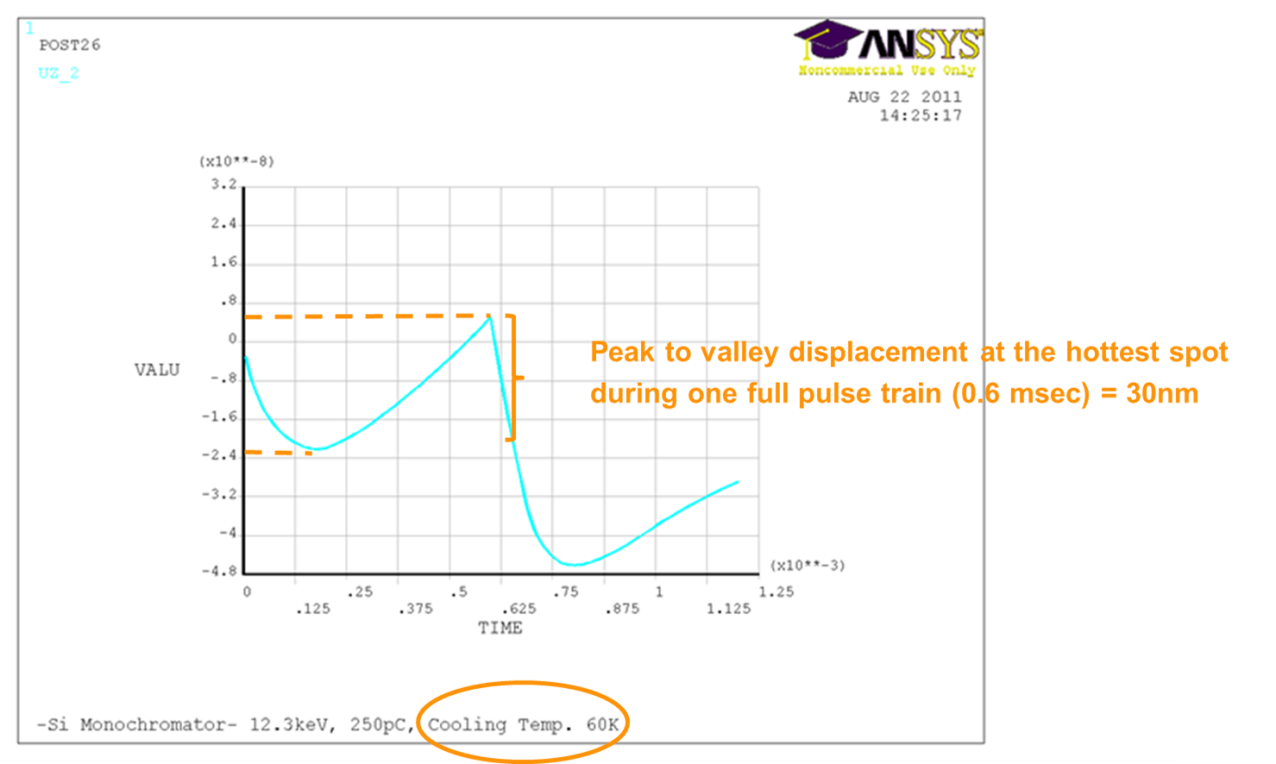 1
POST26
UZ_2
ANSYS
Noncommercial Use Only
AUG 22 2011
14:25:17
(x10**-8)
3.2
2.4
1.6
.8
0
-.8
-1.6
-2.4
-3.2
-4
-4.8
VALU
Peak to valley displacement at the hottest spot
during one full pulse train (0.6 msec) = 30nm
(x10**-3)
0 .25 .5 .75 1 1.25
.125 .375 .625 .875 1.125
TIME
-Si Monochromator- 12.3keV, 250pC, Cooling Temp. 60K